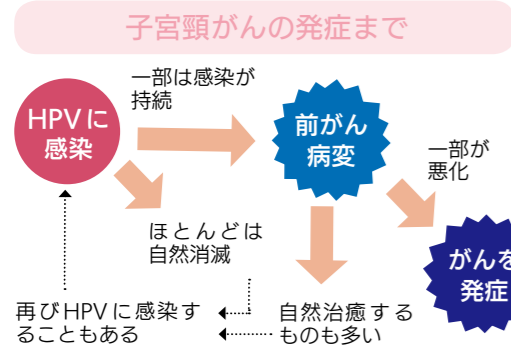 子宮頸がんの発症まで
一部は感染が
持続
HPVに
感染
前がん
病変
一部が
悪化
ほとんどは
自然消滅
がんを
発症
再びHPVに感染す
ることもある
自然治癒する
ものも多い